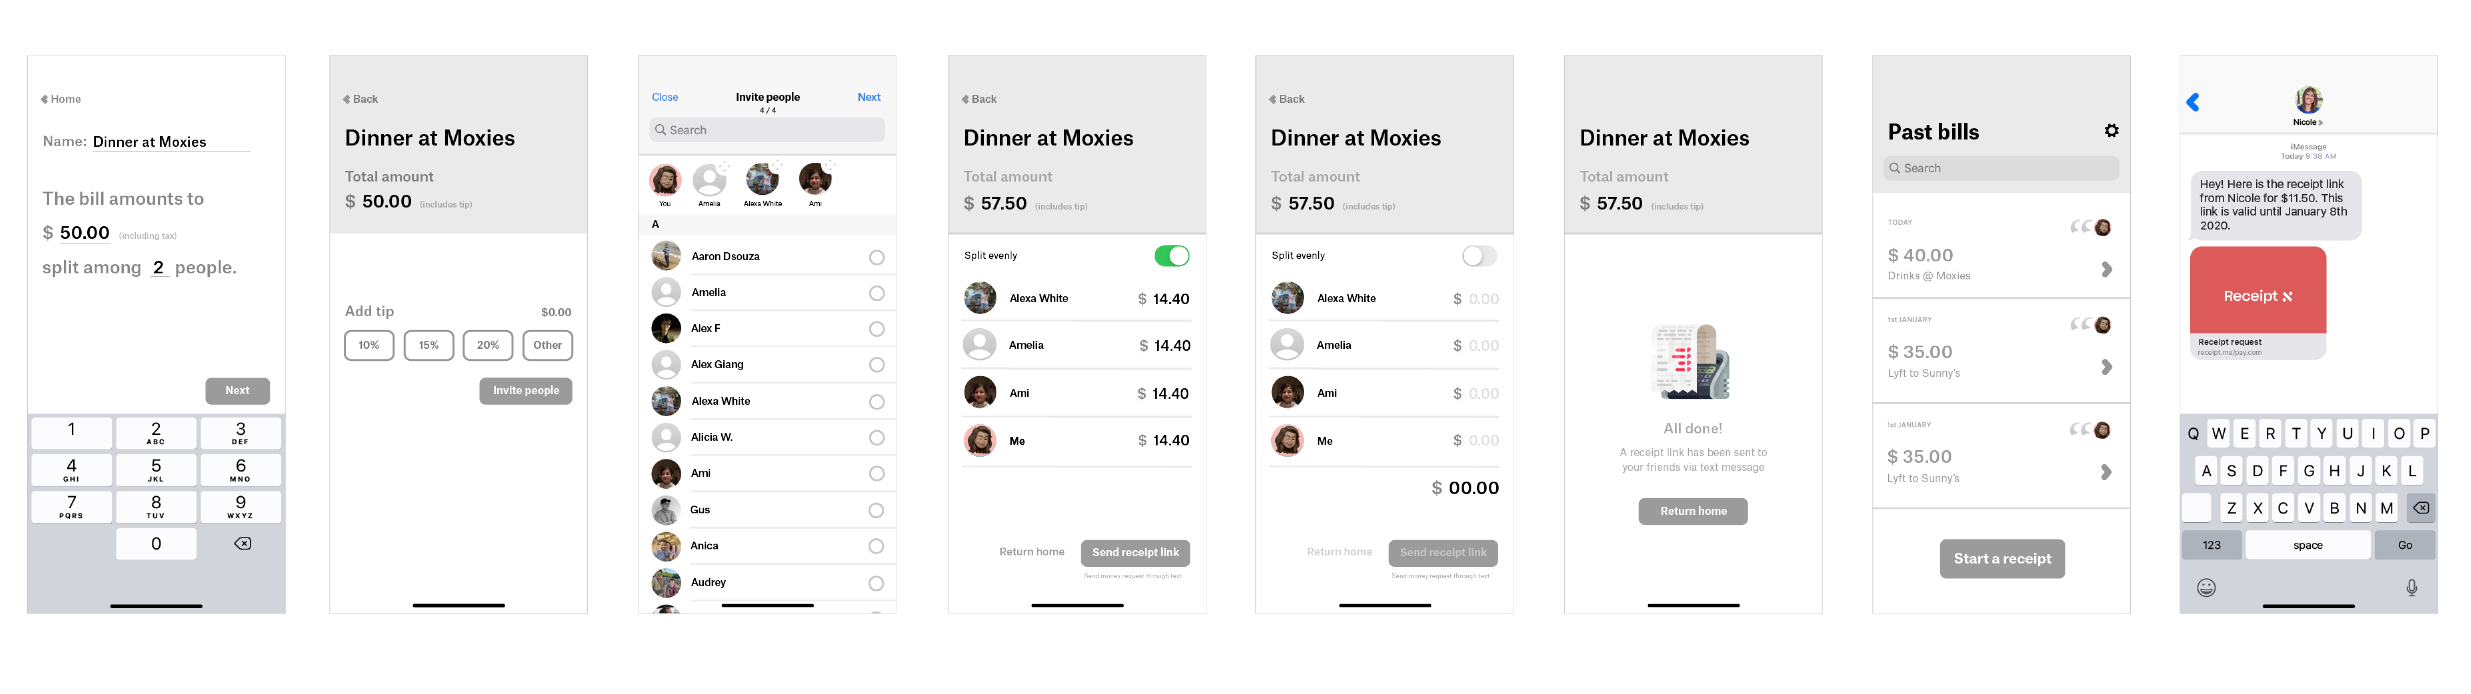 Home
Name: Dinner at Moxies
The bill amounts to
$ 50.00 (including tax)
split among 2 people.
Next
1
2
ABC
3
DEF
4
GHI
5
JKL
6
MNO
7
PQRS
8
TUV
9
WXYZ
0
Back
Dinner at Moxies
Total amount
$ 50.00 (includes tip)
Add tip $0.00
10% 15% 20% Other
Invite people
Close Invite people Next
4 / 4
Search
You Amelia Alexa White Ami
A
Aaron Dsouza
Amelia
Alex F
Alex Giang
Alexa White
Alicia W.
Ami
Gus
Anica
Audrey
Back
Dinner at Moxies
Total amount
$ 57.50 (includes tip)
Split evenly
Alexa White $ 14.40
Amelia $ 14.40
Ami $ 14.40
Me $ 14.40
Return home Send receipt link
Send money request through text
Back
Dinner at Moxies
Total amount
$ 57.50 (includes tip)
Split evenly
Alexa White $ 0.00
Amelia $ 0.00
Ami $ 0.00
Me $ 0.00
$ 00.00
Return home Send receipt link
Send money request through text
Dinner at Moxies
Total amount
$ 57.50 (includes tip)
All done!
A receipt link has been sent to
your friends via text message
Return home
Past bills
Search
TODAY
$ 40.00
Drinks @ Moxies
1st JANUARY
$ 35.00
Lyft to Sunny's
1st JANUARY
$ 35.00
Lyft to Sunny's
Start a receipt
Nicole
iMessage
Today 9:38 AM
Hey! Here is the receipt link
from Nicole for $11.50. This
link is valid until January 8th
2020.
Receipt
Receipt request
receipt.me/pay.com
Q W E R T Y U I O P
A S D F G H J K L
Z X C V B N M
123 space Go